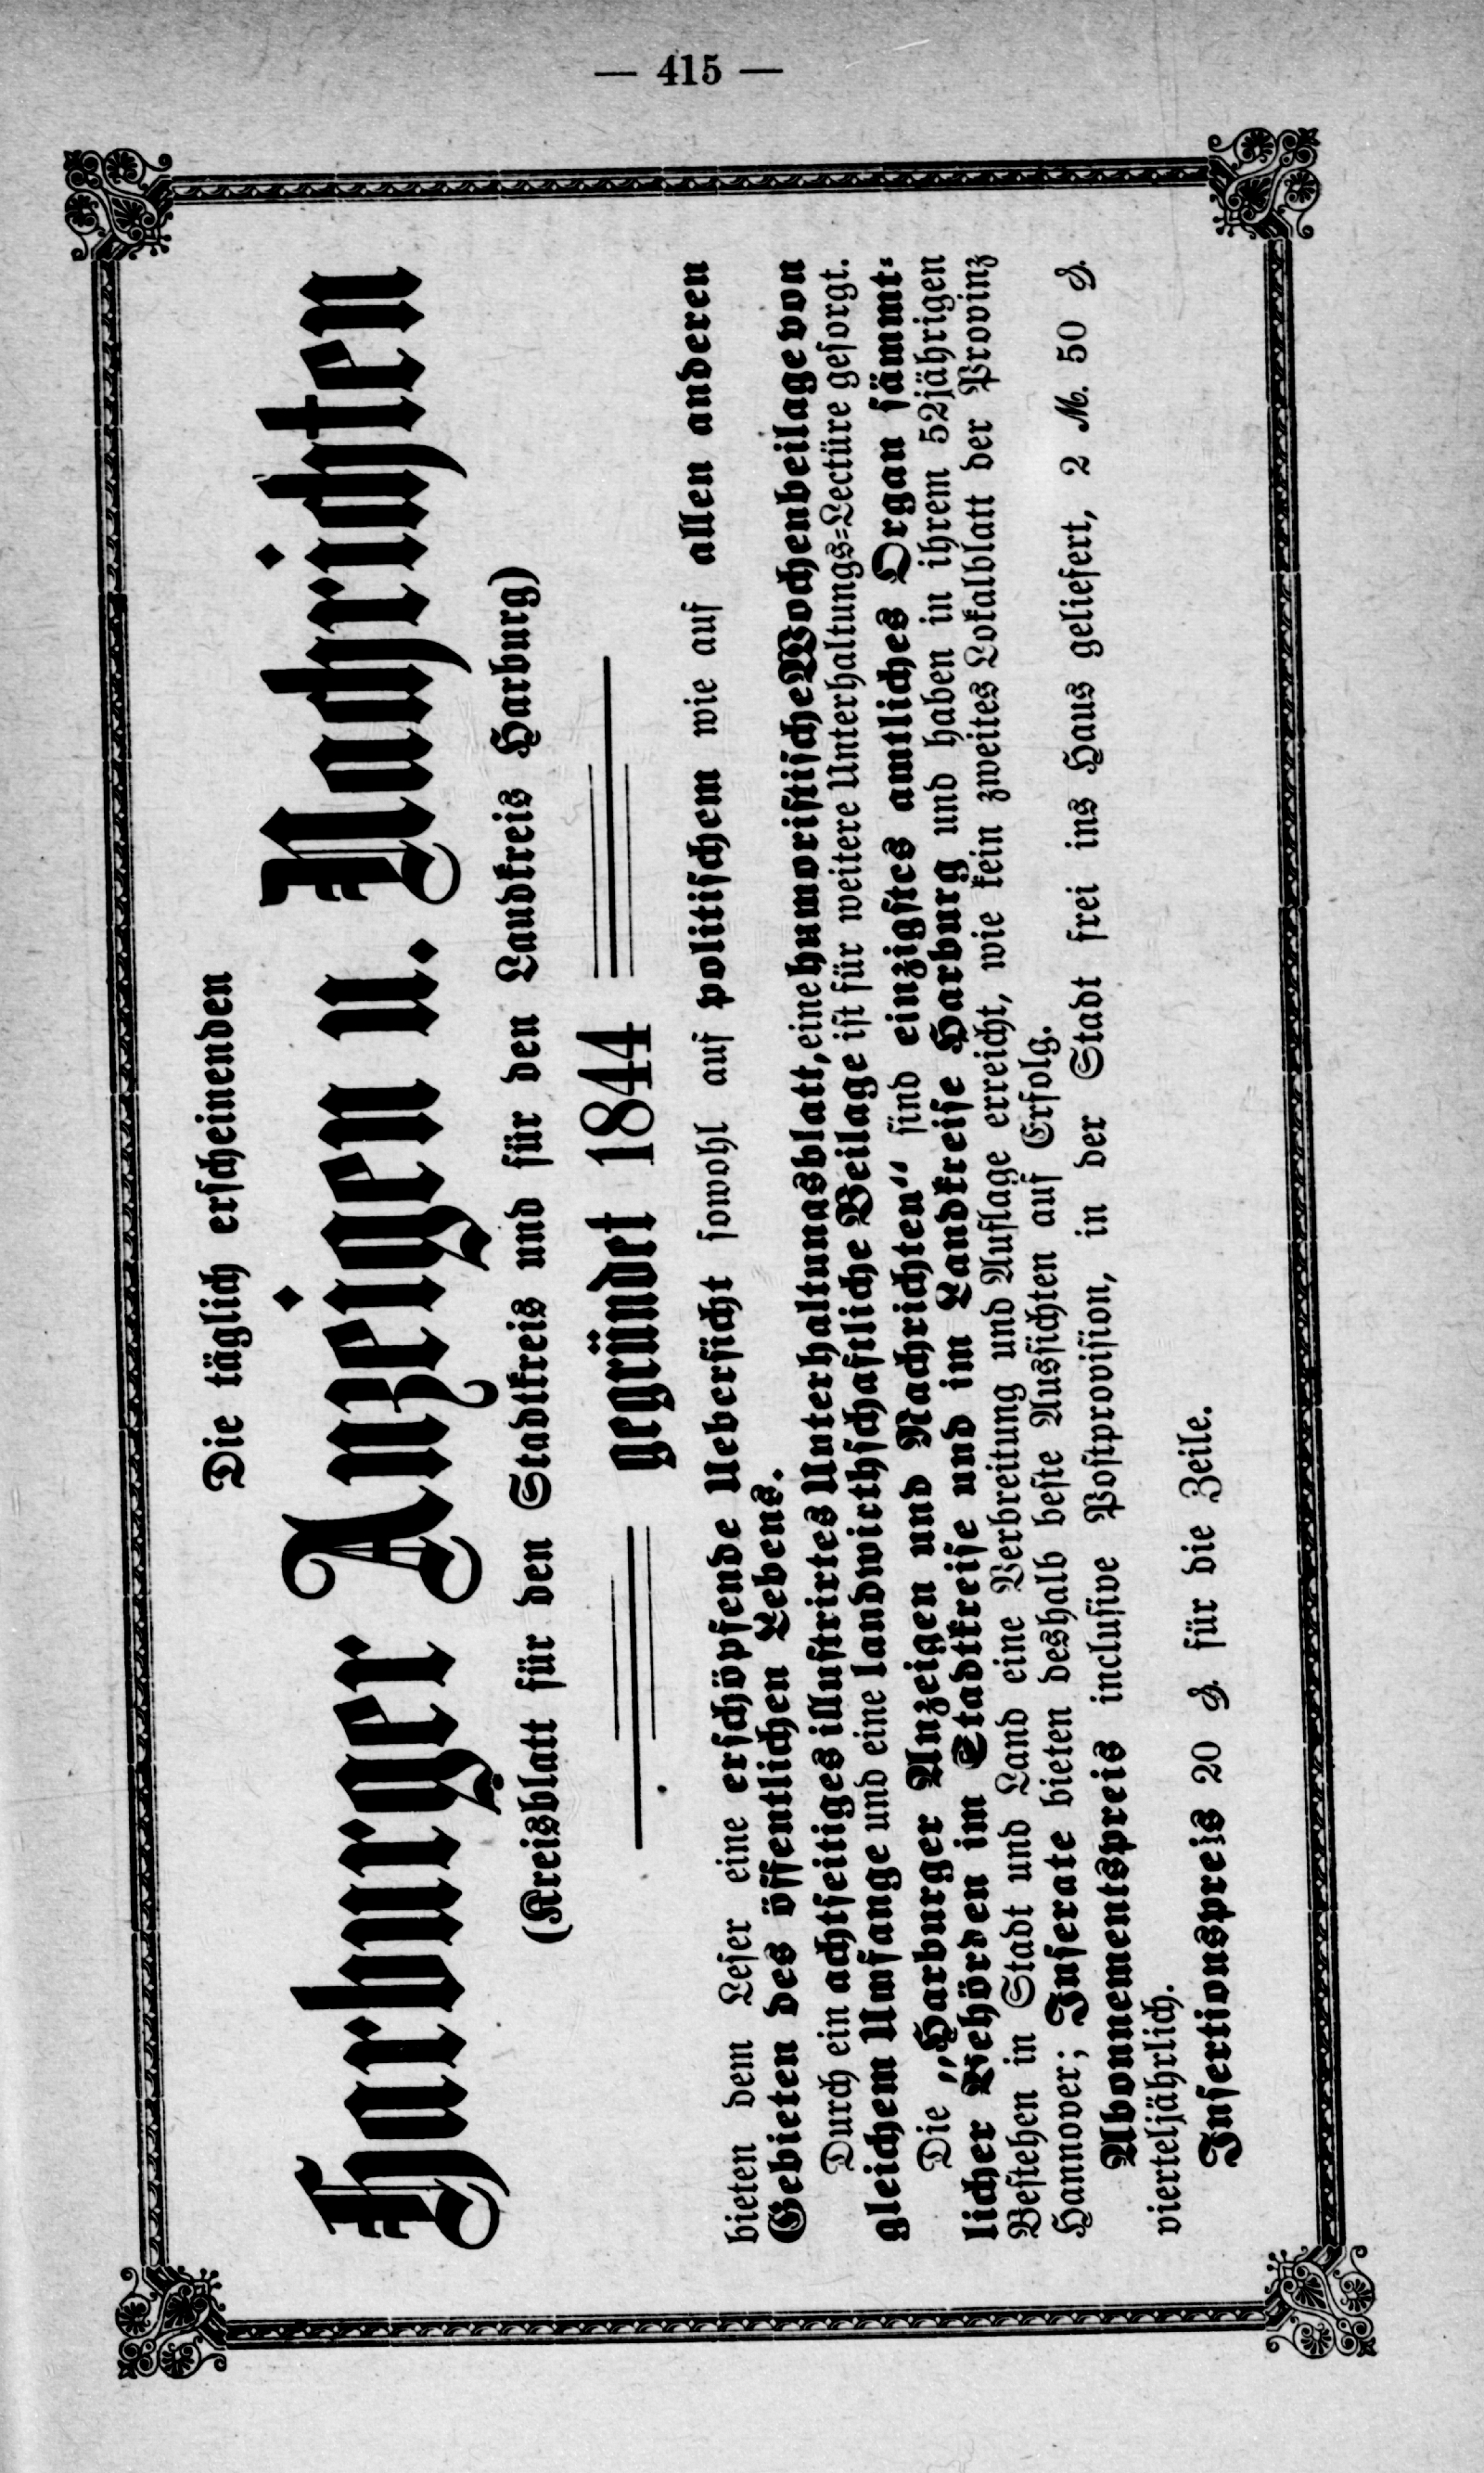 — 415 —
Die täglich erscheinenden
Harburger Anzeigen u. Nachrichten
(Kreisblatt für den Stadtkreis und für den Landkreis Harburg)
gegründet 1844
bieten dem Leser eine erschöpfende Uebersicht sowohl auf politischem wie auf allen anderen
Gebieten des öffentlichen Lebens.
Durch ein achtseitiges illustrirtes Unterhaltungsblatt, eine humoristische Wochenbeilage von
gleichem Umfange und eine landwirthschaftliche Beilage ist für weitere Unterhaltungs-Lectüre gesorgt.
Die „Harburger Anzeigen und Nachrichten“ sind einzigstes amtliches Organ sämmt-
licher Behörden im Stadtkreise und im Landkreise Harburg und haben in ihrem 52jährigen
Bestehen in Stadt und Land eine Verbreitung und Auflage erreicht, wie kein zweites Lokalblatt der Provinz
Hannover; Inserate bieten deshalb beste Aussichten auf Erfolg.
Abonnementspreis inclusive Postprovision, in der Stadt frei ins Haus geliefert, 2 ℳ. 50 ₰.
vierteljährlich.
Insertionspreis 20 ₰. für die Zeile.